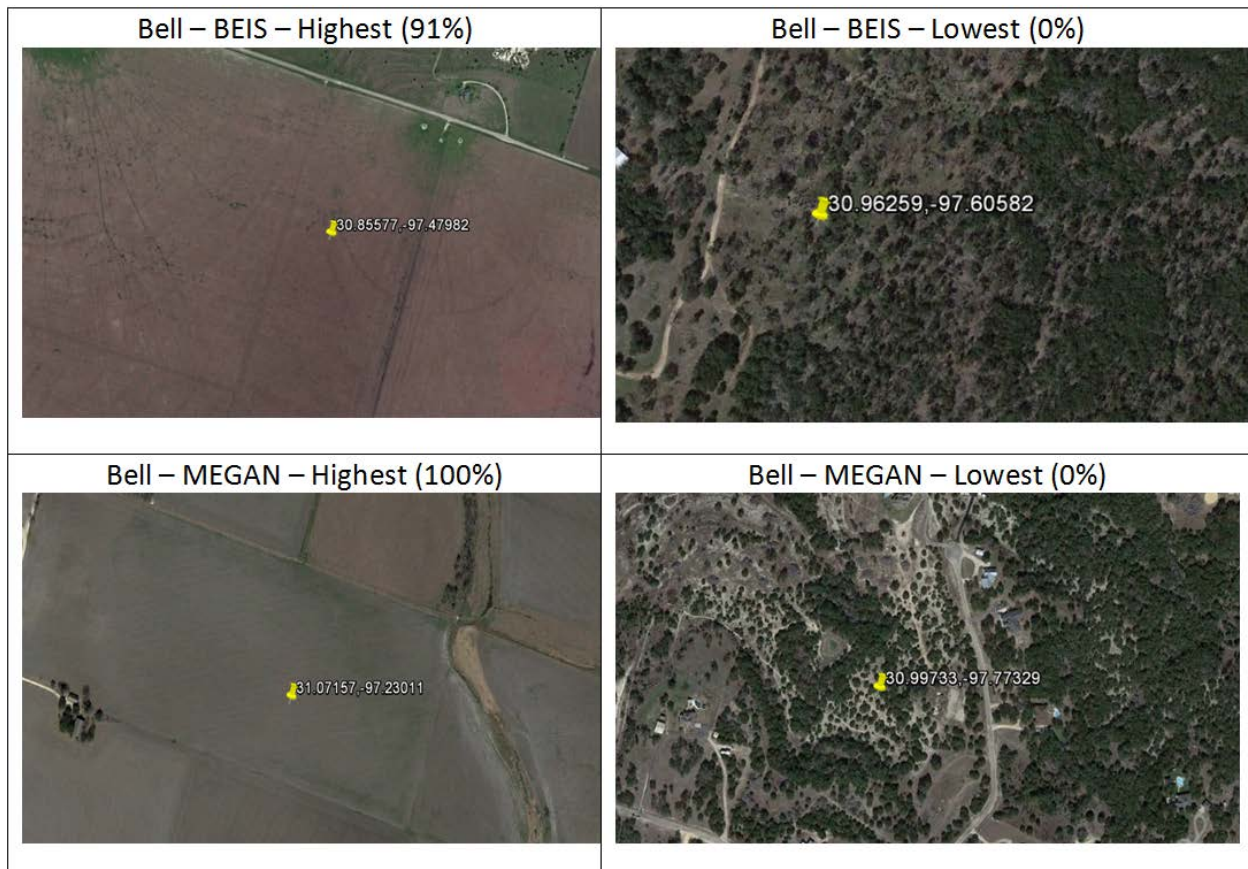 Bell – BEIS – Highest (91%)
Bell – BEIS – Lowest (0%)
30.85577,-97.47982
30.96259,-97.60582
Bell – MEGAN – Highest (100%)
Bell – MEGAN – Lowest (0%)
31.07157,-97.23011
30.99733,-97.77329